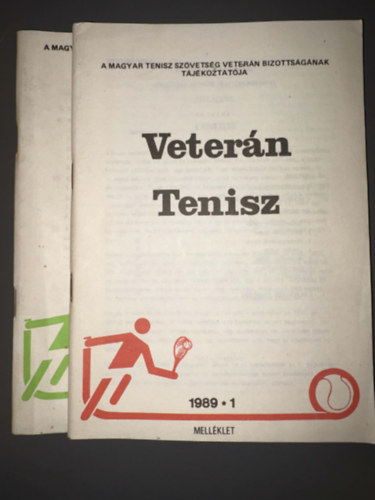 A MAGY
A MAGYAR TENISZ SZÖVETSÉG VETERÁN BIZOTTSÁGÁNAK
TÁJÉKOZTATÓJA
Veterán
Tenisz
1989 • 1
MELLÉKLET